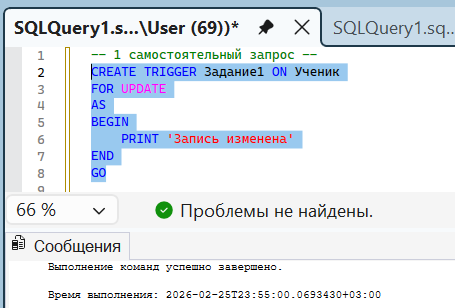 SQLQuery1.s...\User (69))*
SQLQuery1.sq...
1 -- 1 самостоятельный запрос --
2 CREATE TRIGGER Задание1 ON Ученик
3 FOR UPDATE
4 AS
5 BEGIN
6 PRINT 'Запись изменена'
7 END
8 GO
66 %
Проблемы не найдены.
Сообщения
Выполнение команд успешно завершено.
Время выполнения: 2026-02-25T23:55:00.0693430+03:00